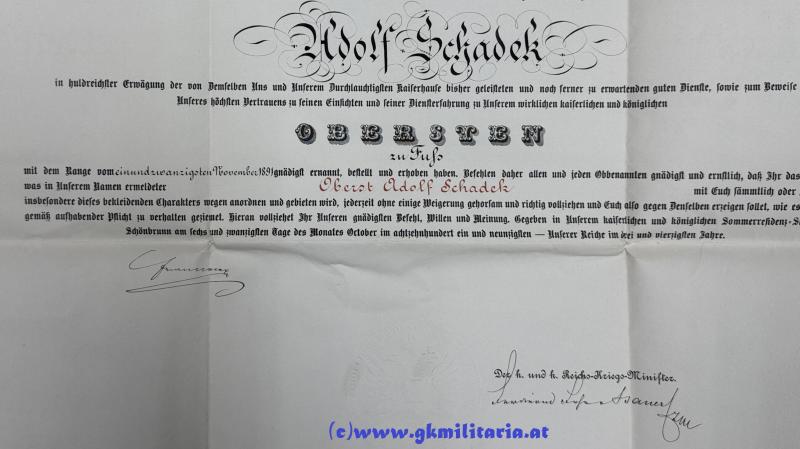 Adolf Schadek
in huldreichster Erwägung der von Demselben Uns und Unserem Durchlauchtigsten Kaiserhause bisher geleisteten und noch ferner zu erwartenden guten Dienste, sowie zum Beweise
Unseres höchsten Vertrauens zu seinen Einsichten und seiner Diensterfahrung zu Unserem wirklichen kaiserlichen und königlichen
OBERSTEN
zu Fuss
mit dem Range vom einundzwanzigsten November 1891 gnädigst ernannt, bestellt und erhoben haben. Befehlen daher allen und jeden Obbenannten gnädigst und ernstlich, daß Ihr das
was in Unserem Namen ermeldeter Oberst Adolf Schadek mit Euch sämmtlich oder
insbesondere dieses bekleidenden Charakters wegen anordnen und gebieten wird, jederzeit ohne einige Weigerung gehorsam und richtig vollziehen und Euch also gegen Denselben erzeigen sollet, wie es
gemäß aufhabender Pflicht zu verhalten geziemet. Hieran vollziehet Ihr Unseren gnädigsten Befehl, Willen und Meinung. Gegeben in Unserem kaiserlichen und königlichen Sommerresidenz-S
Schönbrunn am sechs und zwanzigsten Tage des Monates October im achtzehnhundert ein und neunzigsten — Unserer Reiche im drei und vierzigsten Jahre.
Der k. und k. Reichs-Kriegs-Minister.
(c)www.gkmilitaria.at